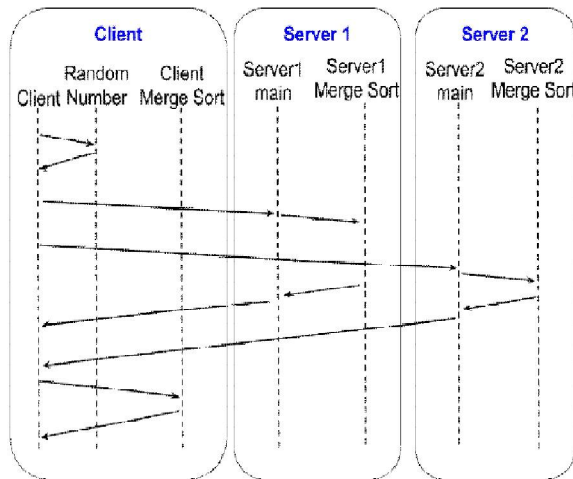 Client
Server 1
Server 2
Random
Client
Server1
Server1
Server2
Server2
Client
Number
Merge Sort
main
Merge Sort
main
Merge Sort